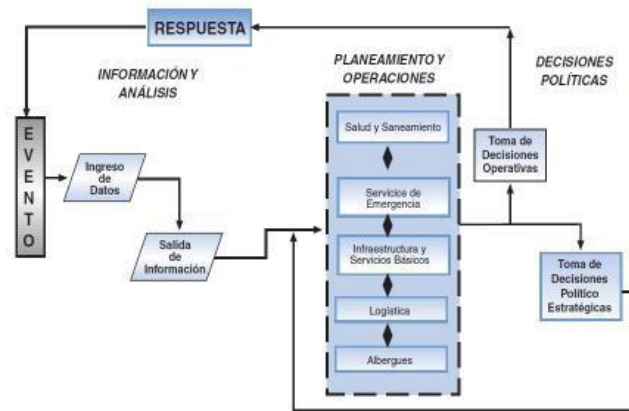 RESPUESTA
INFORMACIÓN Y
ANÁLISIS
PLANEAMIENTO Y
OPERACIONES
DECISIONES
POLÍTICAS
EVENTO
Ingreso
de
Datos
Salida
de
Información
Salud y Saneamiento
Servicios de
Emergencia
Infraestructura y
Servicios Básicos
Logística
Albergues
Toma de
Decisiones
Operativas
Toma de
Decisiones
Político
Estratégicas